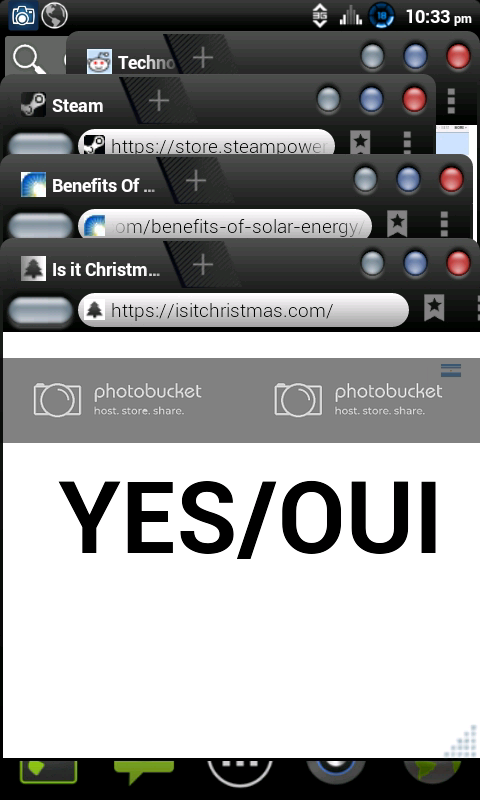 3G 18 10:33 pm
Techno
Steam
https://store.steampower
Benefits Of ...
om/benefits-of-solar-energy/
Is it Christm...
https://isitchristmas.com/
photobucket photobucket
host. store. share. host. store. share.
YES/OUI